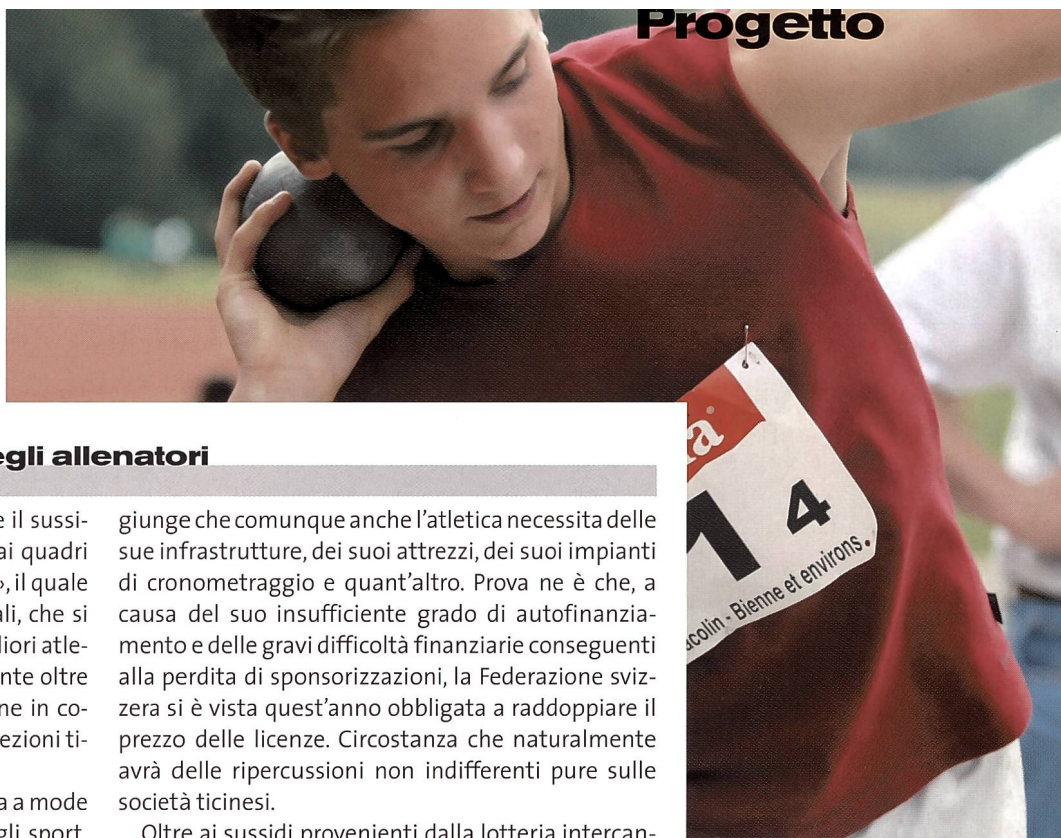 Progetto
egli allenatori
e il sussi-
ai quadri
», il quale
ali, che si
liori atle-
nte oltre
ne in co-
ezioni ti-
a a mode
gli sport
giunge che comunque anche l'atletica necessita delle
sue infrastrutture, dei suoi attrezzi, dei suoi impianti
di cronometraggio e quant'altro. Prova ne è che, a
causa del suo insufficiente grado di autofinanzia-
mento e delle gravi difficoltà finanziarie conseguenti
alla perdita di sponsorizzazioni, la Federazione sviz-
zera si è vista quest'anno obbligata a raddoppiare il
prezzo delle licenze. Circostanza che naturalmente
avrà delle ripercussioni non indifferenti pure sulle
società ticinesi.
Oltre ai sussidi provenienti dalla lotteria intercan-
a®
14
acolin - Bienne et environs.